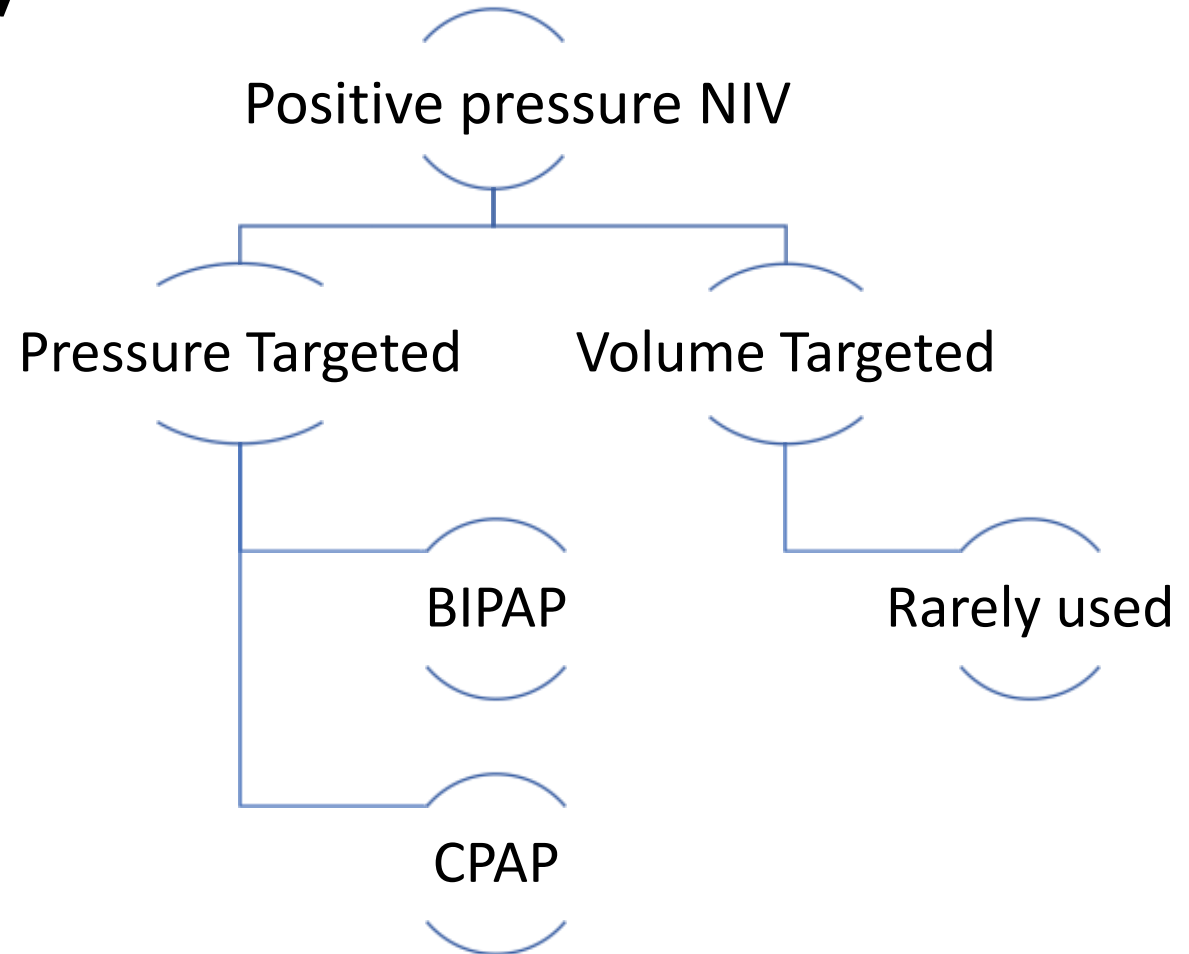 Positive pressure NIV
Pressure Targeted
Volume Targeted
BIPAP
Rarely used
CPAP